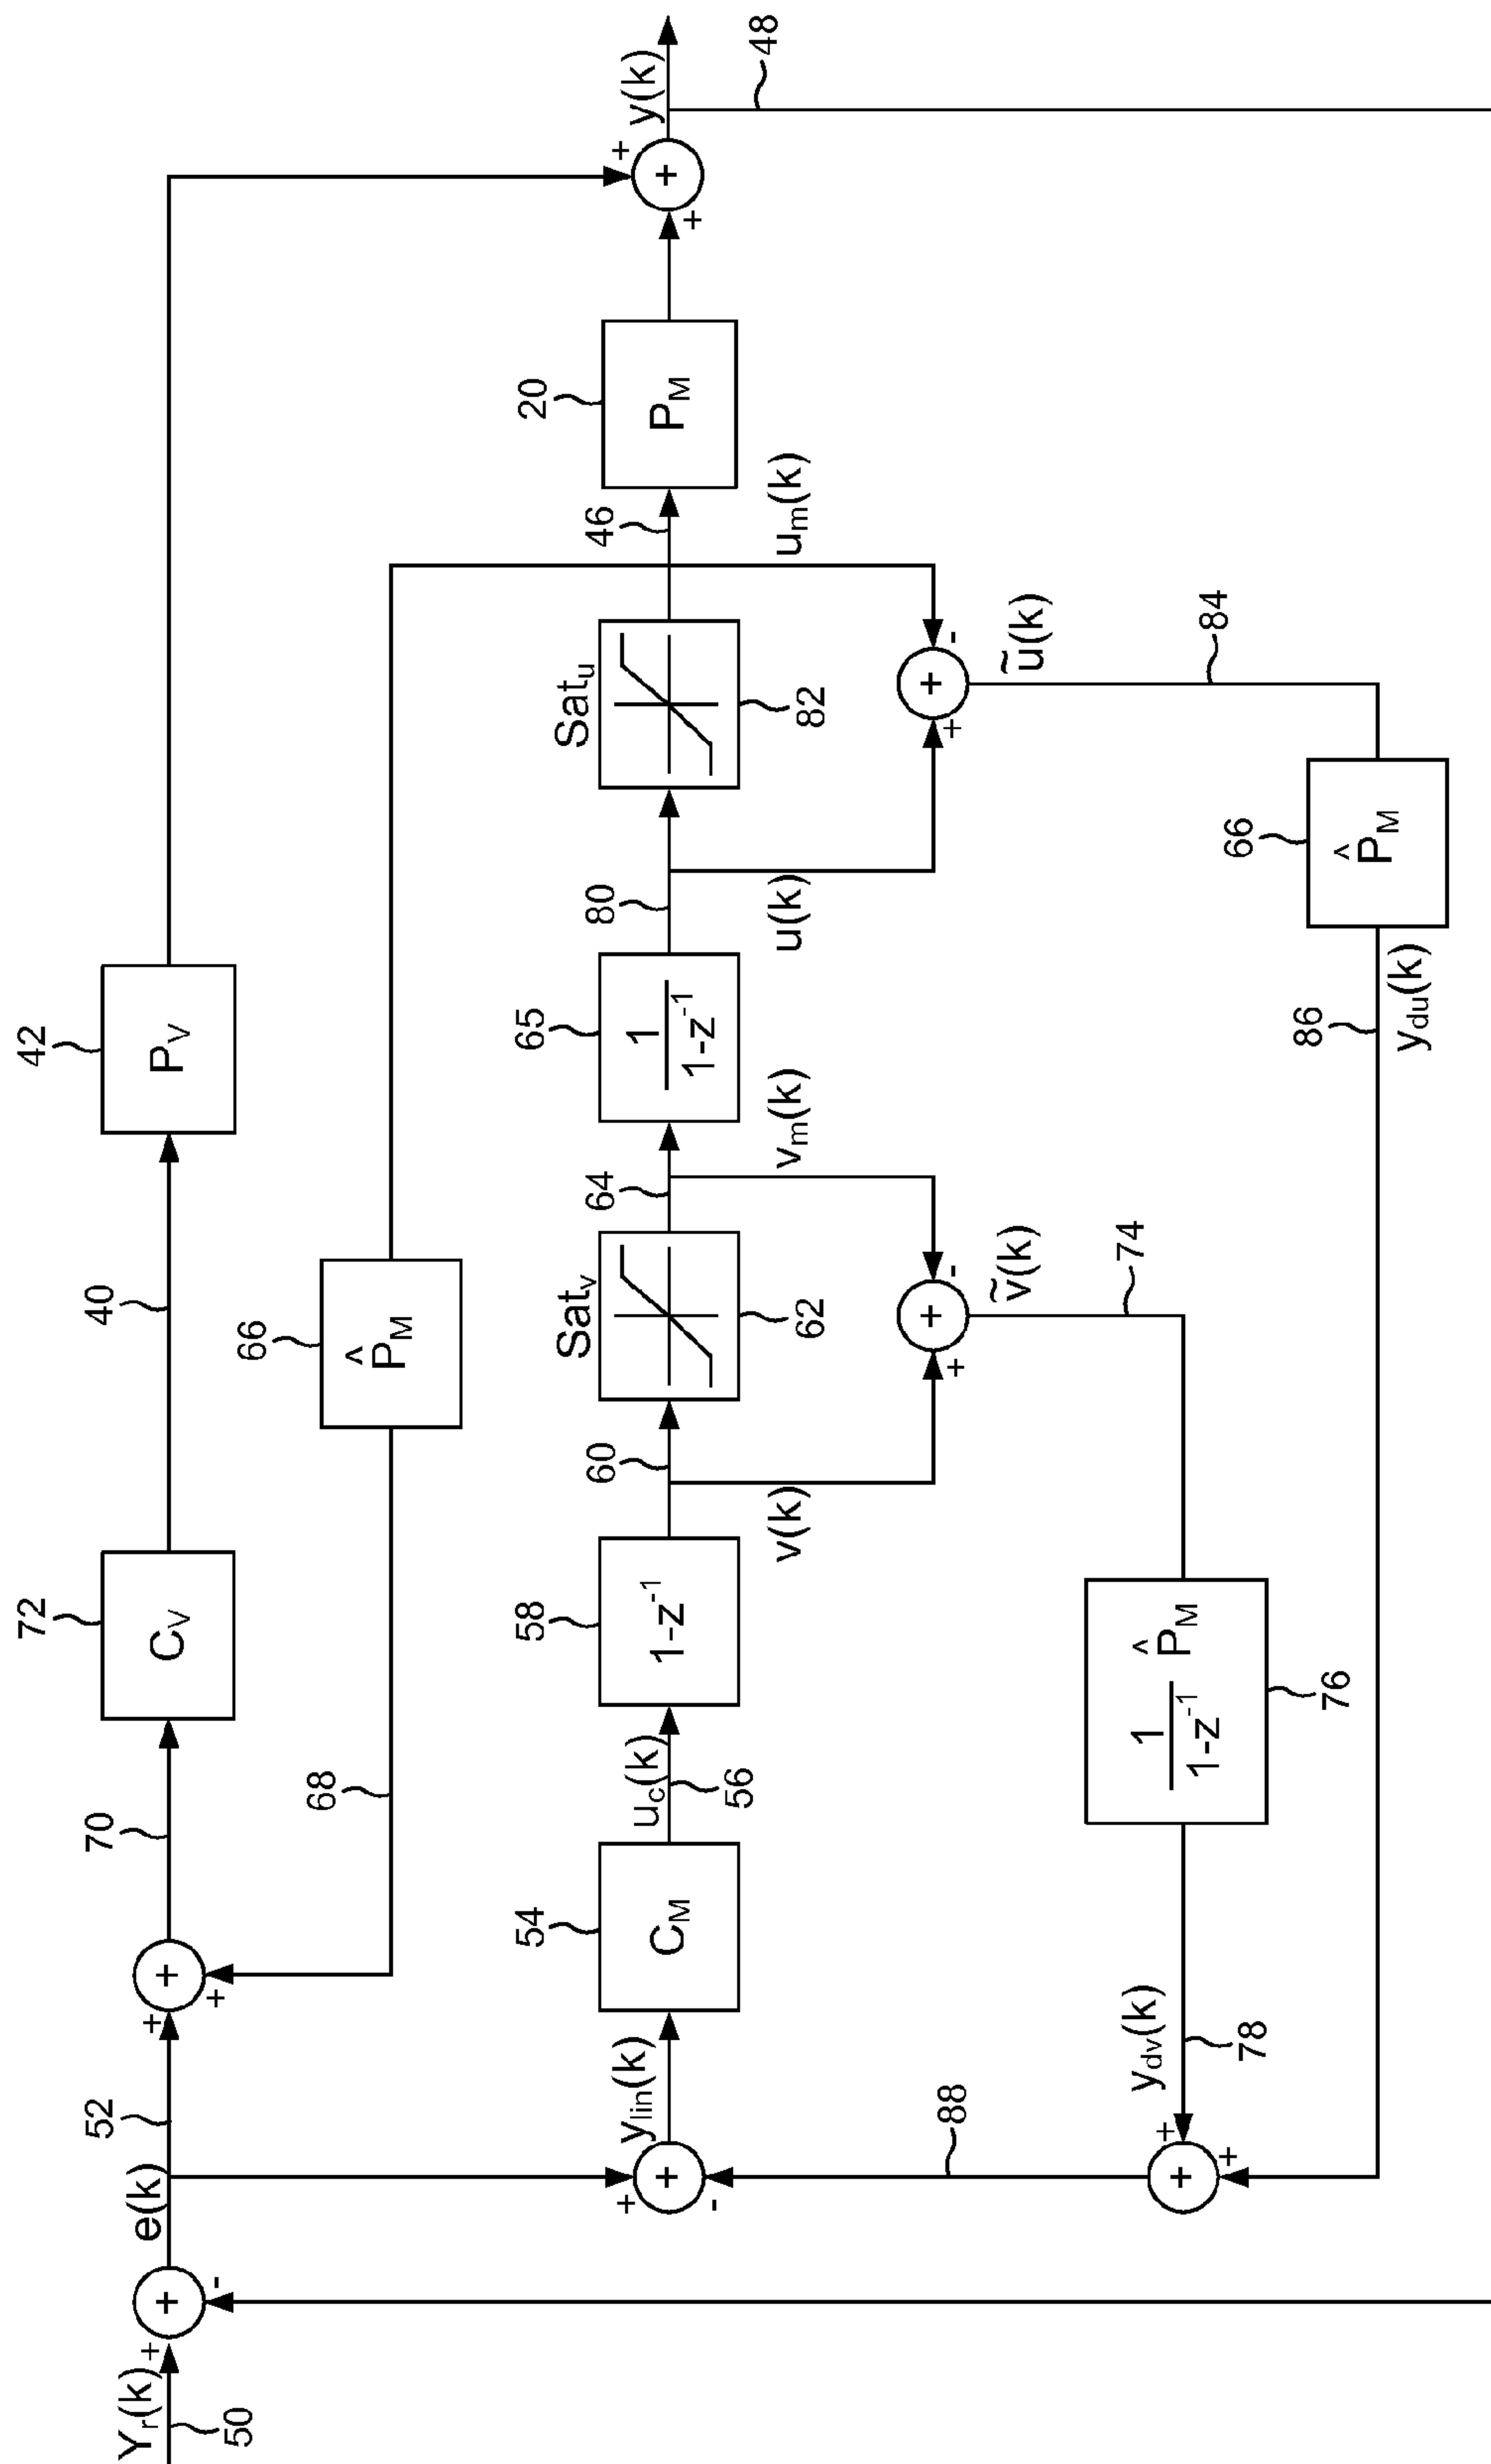 Y_r(k)
+
50
+
-
e(k)
52
+
+
+
70
72
C_V
40
42
P_V
68
66
P̂_M
+
-
+
y_lin(k)
54
C_M
u_c(k)
56
58
1-z^-1
60
v(k)
Sat_v
62
64
v_m(k)
65
1
1-z^-1
80
u(k)
Sat_u
82
46
u_m(k)
20
P_M
+
+
+
y(k)
48
+
+
-
ṽ(k)
74
+
+
-
ũ(k)
84
88
+
+
+
y_dv(k)
78
1
1-z^-1
P̂_M
76
66
P̂_M
86
y_du(k)